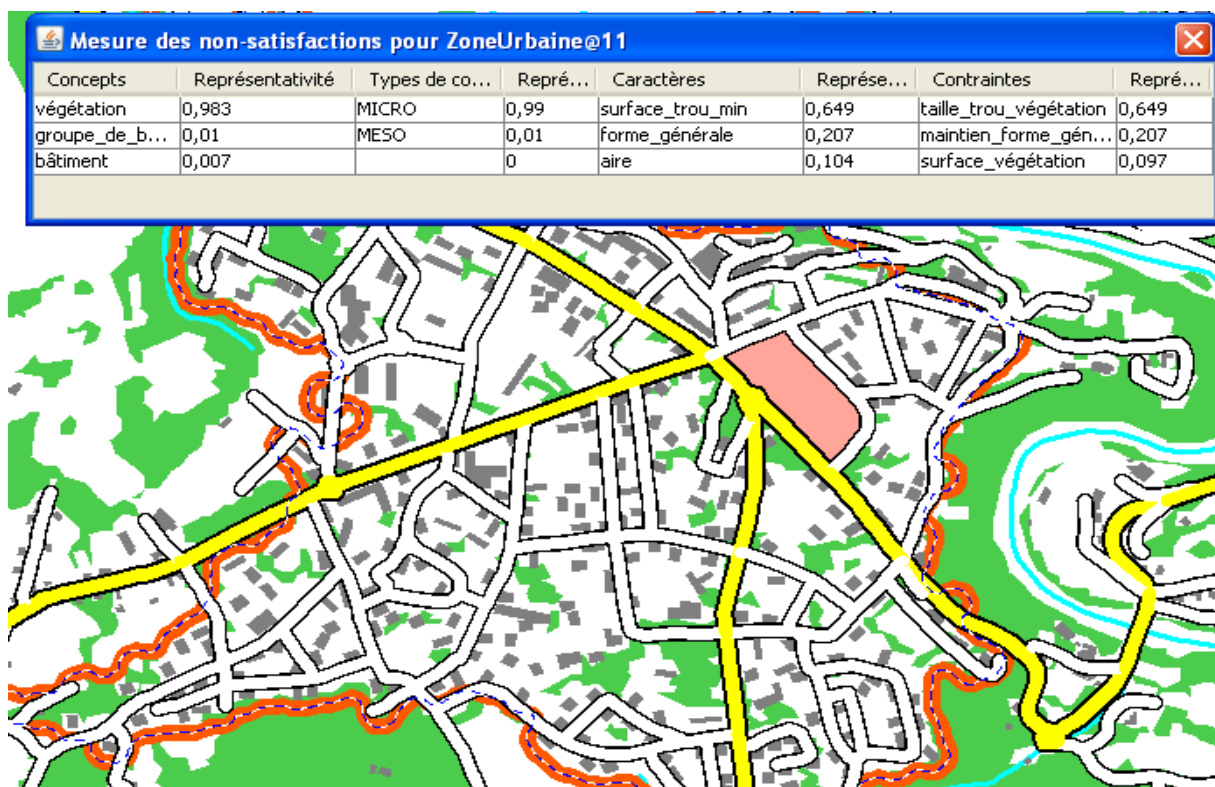 Mesure des non-satisfactions pour ZoneUrbaine@11
Concepts Représentativité Types de co... Repré... Caractères Représe... Contraintes Repré...
végétation 0,983 MICRO 0,99 surface_trou_min 0,649 taille_trou_végétation 0,649
groupe_de_b... 0,01 MESO 0,01 forme_générale 0,207 maintien_forme_gén... 0,207
bâtiment 0,007 0 aire 0,104 surface_végétation 0,097